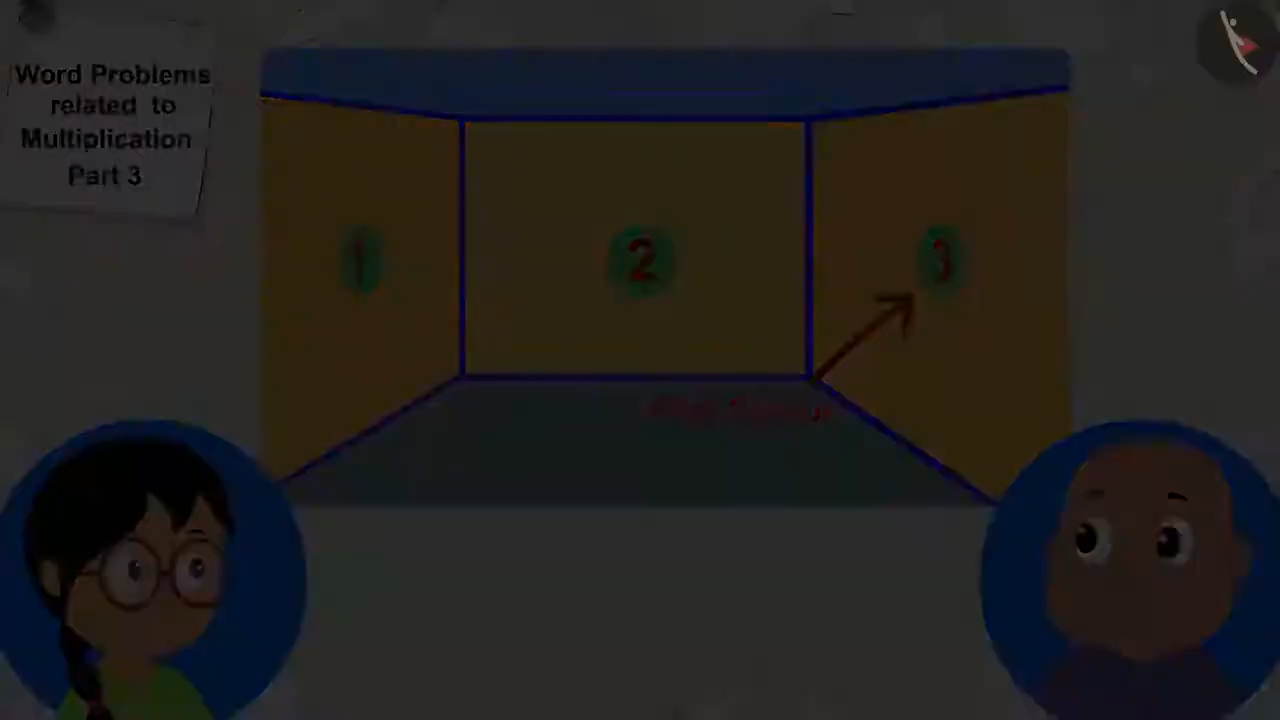 Word Problems
related to
Multiplication
Part 3
1
2
3